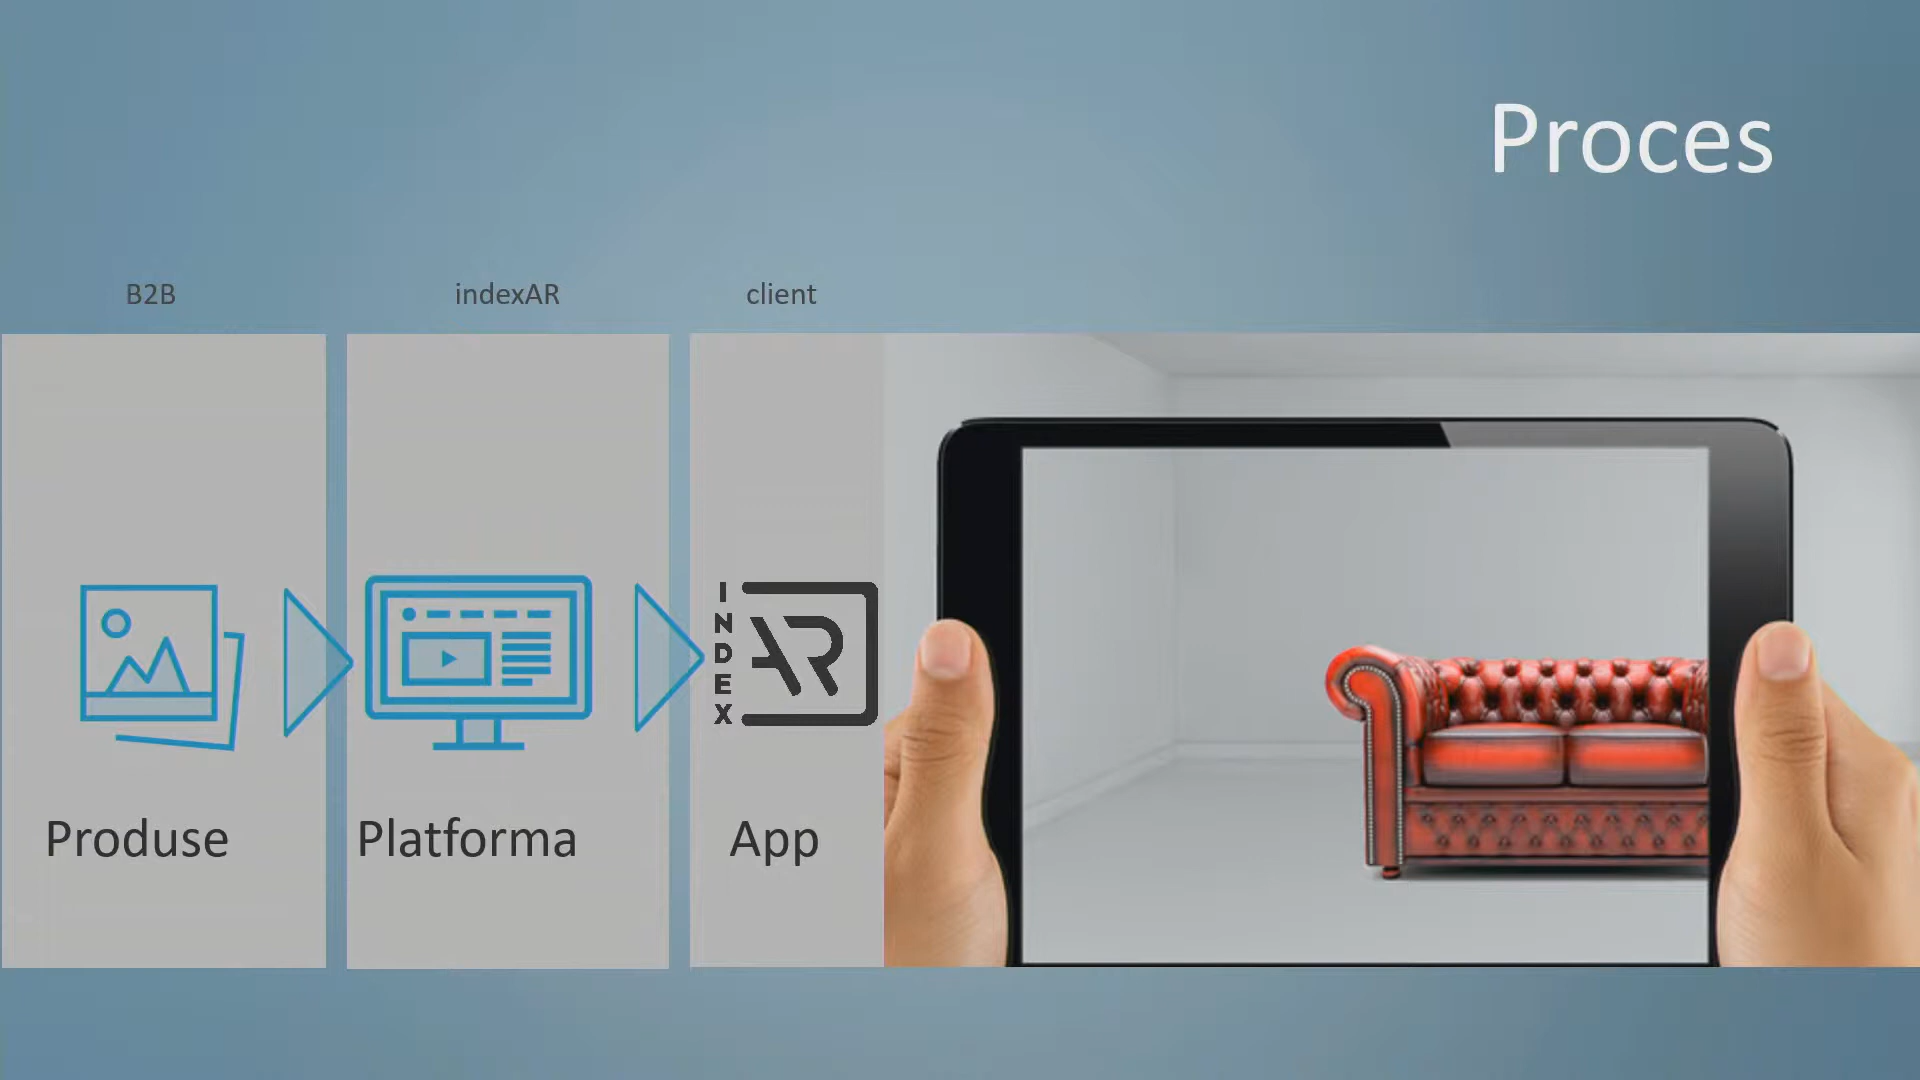 Proces
B2B
indexAR
client
INDEX
AR
Produse
Platforma
App